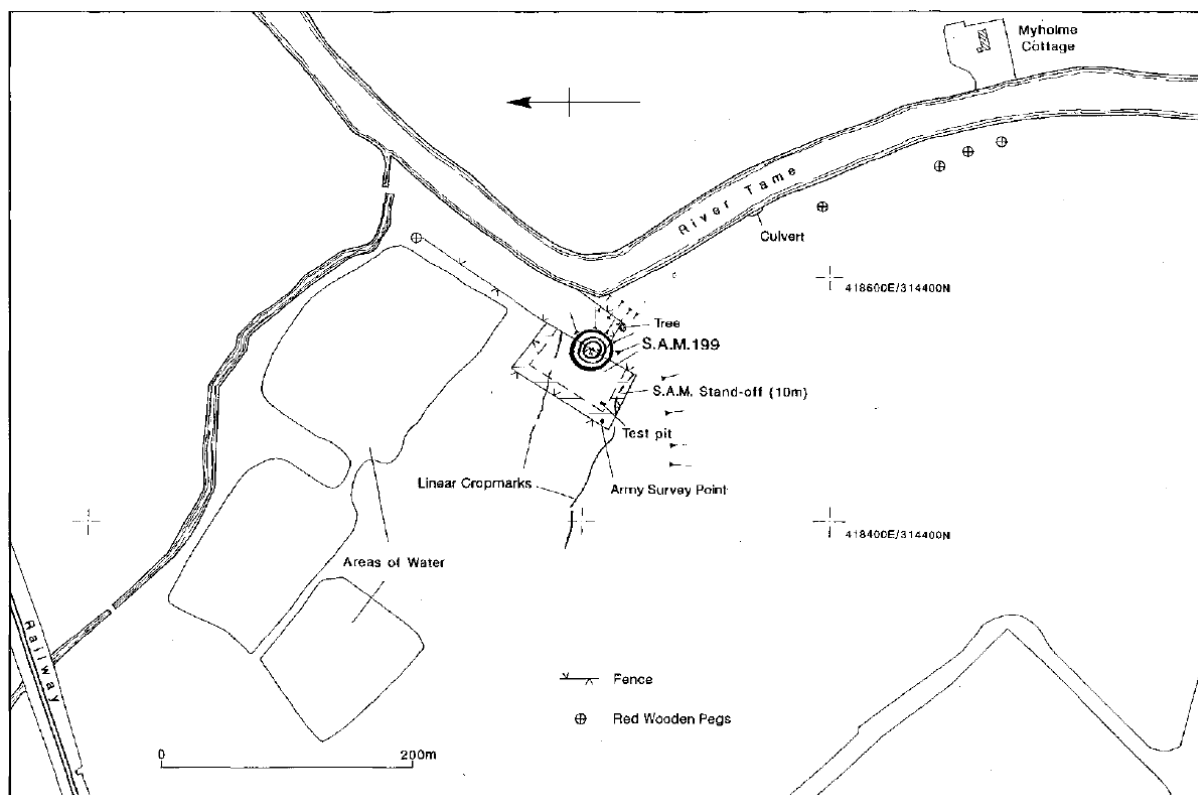 Myholme
Cottage
River Tame
Culvert
418600E/314400N
Tree
S.A.M.199
S.A.M. Stand-off (10m)
Test pit
Linear Cropmarks
Army Survey Point
418400E/314400N
Areas of Water
Railway
Fence
Red Wooden Pegs
0
200m